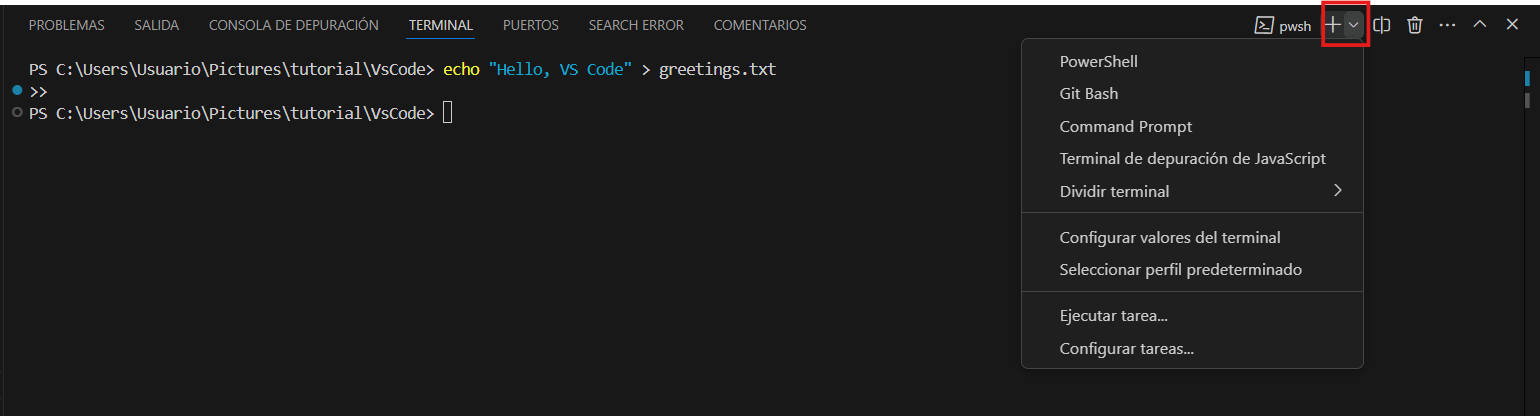 PROBLEMAS SALIDA CONSOLA DE DEPURACIÓN TERMINAL PUERTOS SEARCH ERROR COMENTARIOS pwsh
PS C:\Users\Usuario\Pictures\tutorial\VsCode> echo "Hello, VS Code" > greetings.txt
>>
PS C:\Users\Usuario\Pictures\tutorial\VsCode>
PowerShell
Git Bash
Command Prompt
Terminal de depuración de JavaScript
Dividir terminal
Configurar valores del terminal
Seleccionar perfil predeterminado
Ejecutar tarea...
Configurar tareas...